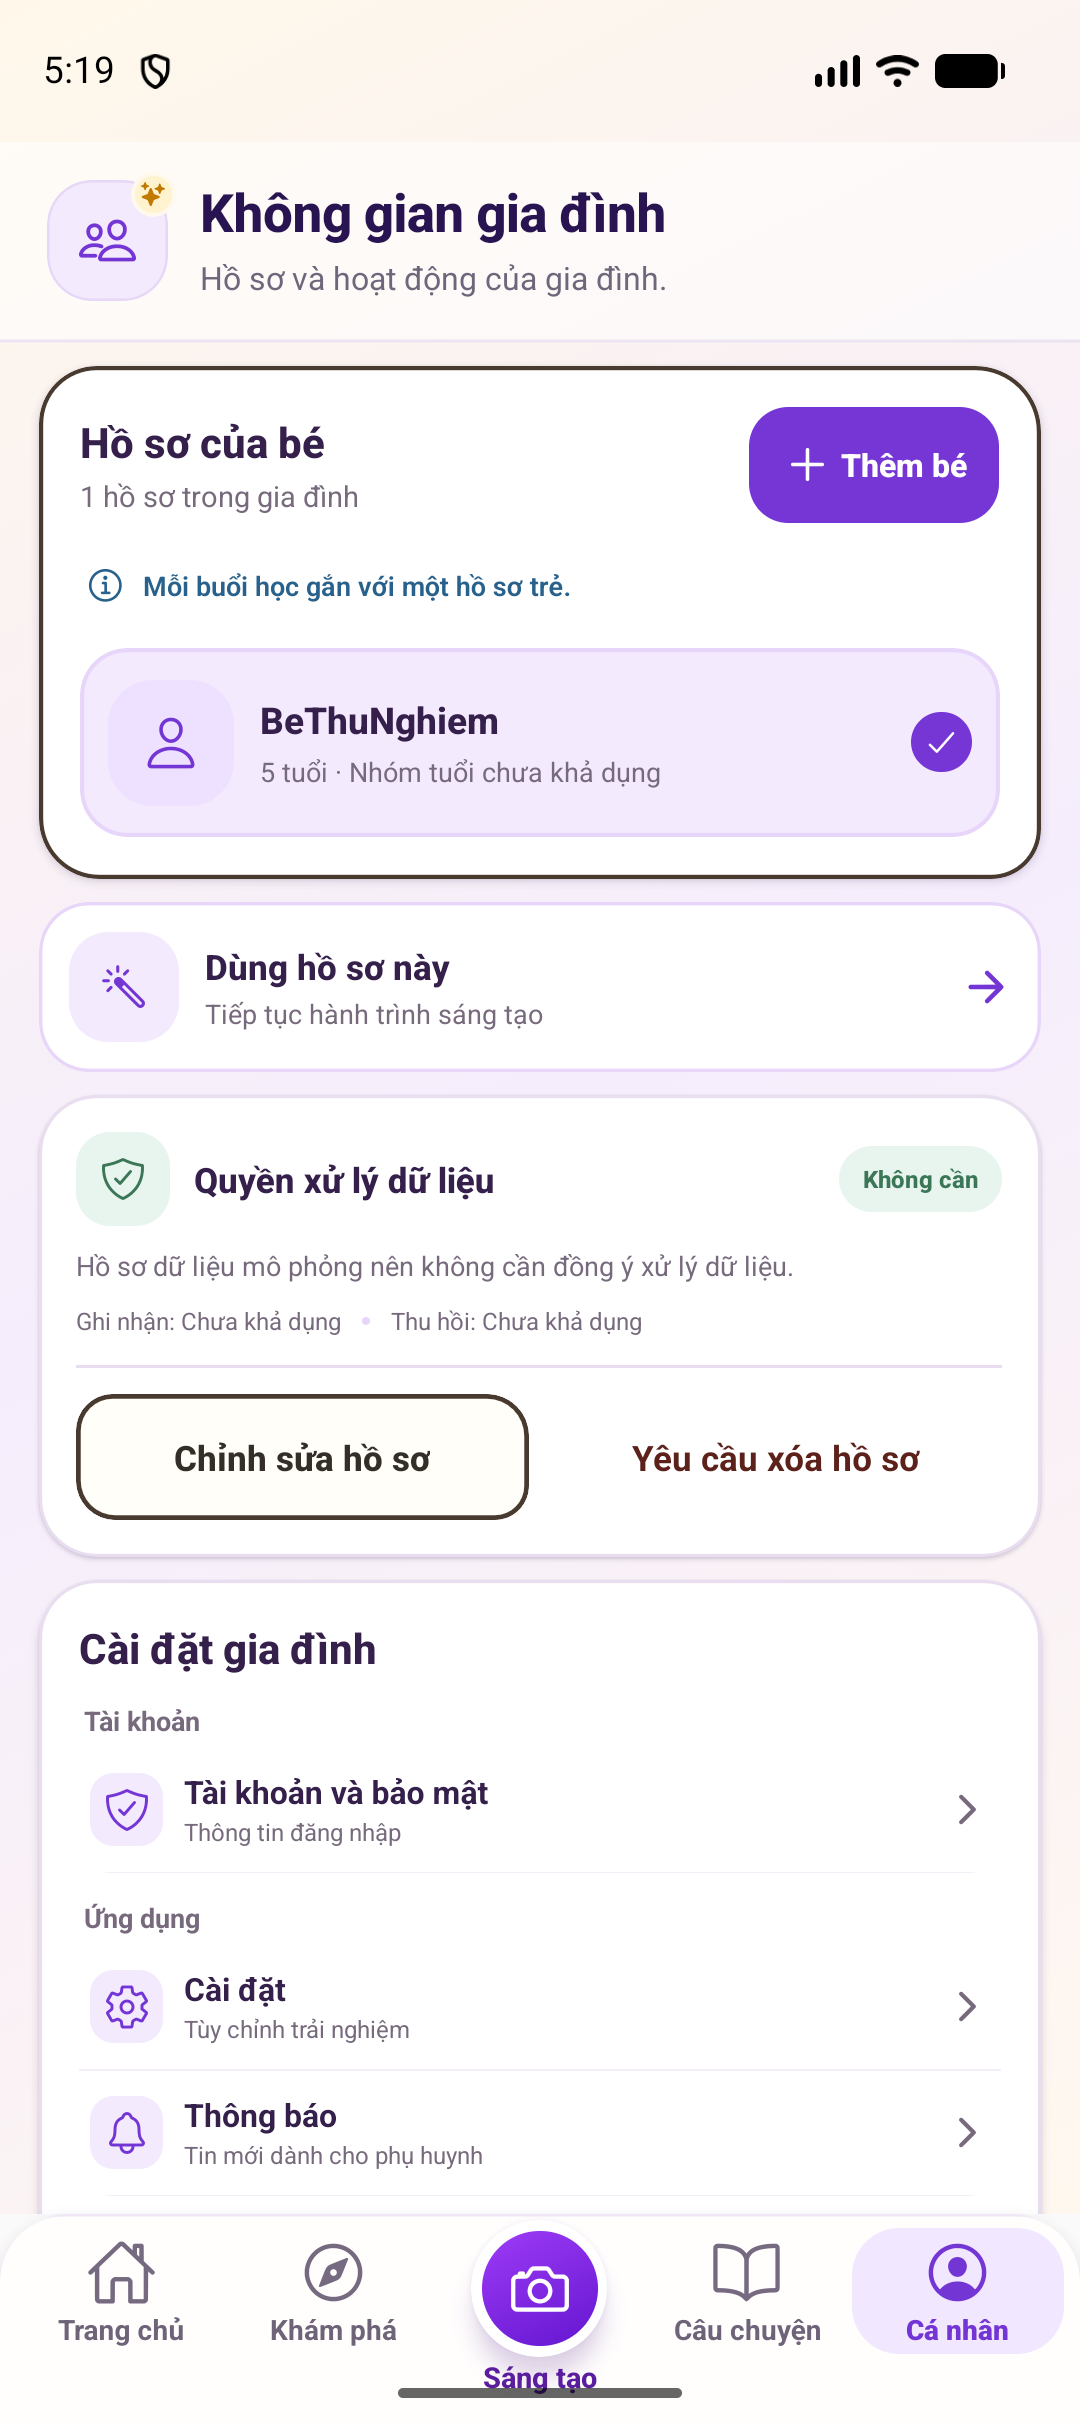 5:19
Không gian gia đình
Hồ sơ và hoạt động của gia đình.
Hồ sơ của bé
1 hồ sơ trong gia đình
Thêm bé
Mỗi buổi học gắn với một hồ sơ trẻ.
BeThuNghiem
5 tuổi · Nhóm tuổi chưa khả dụng
Dùng hồ sơ này
Tiếp tục hành trình sáng tạo
Quyền xử lý dữ liệu
Không cần
Hồ sơ dữ liệu mô phỏng nên không cần đồng ý xử lý dữ liệu.
Ghi nhận: Chưa khả dụng • Thu hồi: Chưa khả dụng
Chỉnh sửa hồ sơ
Yêu cầu xóa hồ sơ
Cài đặt gia đình
Tài khoản
Tài khoản và bảo mật
Thông tin đăng nhập
Ứng dụng
Cài đặt
Tùy chỉnh trải nghiệm
Thông báo
Tin mới dành cho phụ huynh
Trang chủ
Khám phá
Sáng tạo
Câu chuyện
Cá nhân